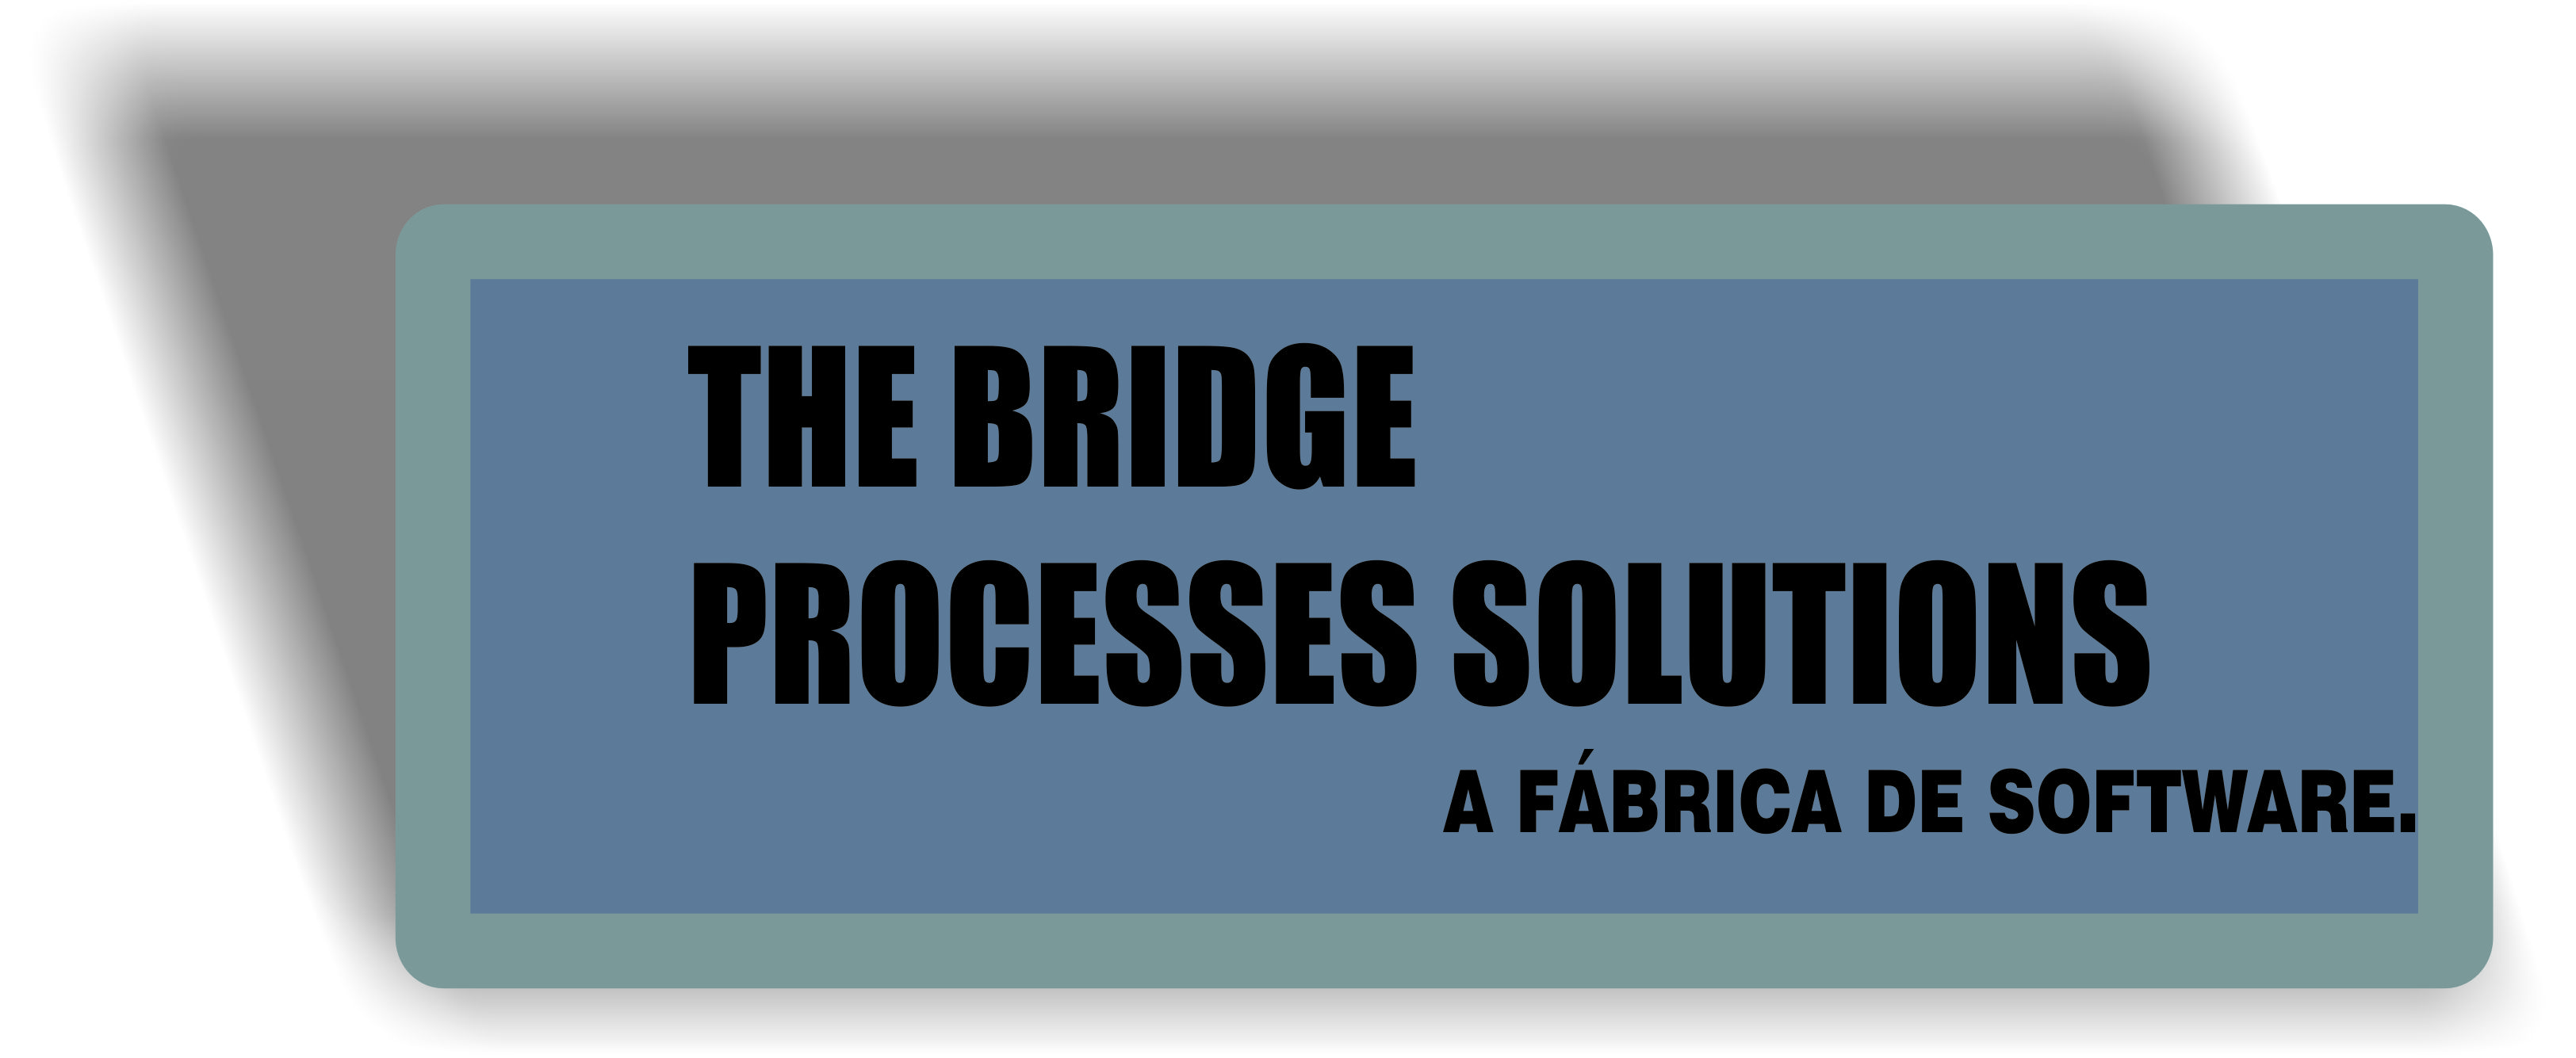 THE BRIDGE
PROCESSES SOLUTIONS
A FÁBRICA DE SOFTWARE.